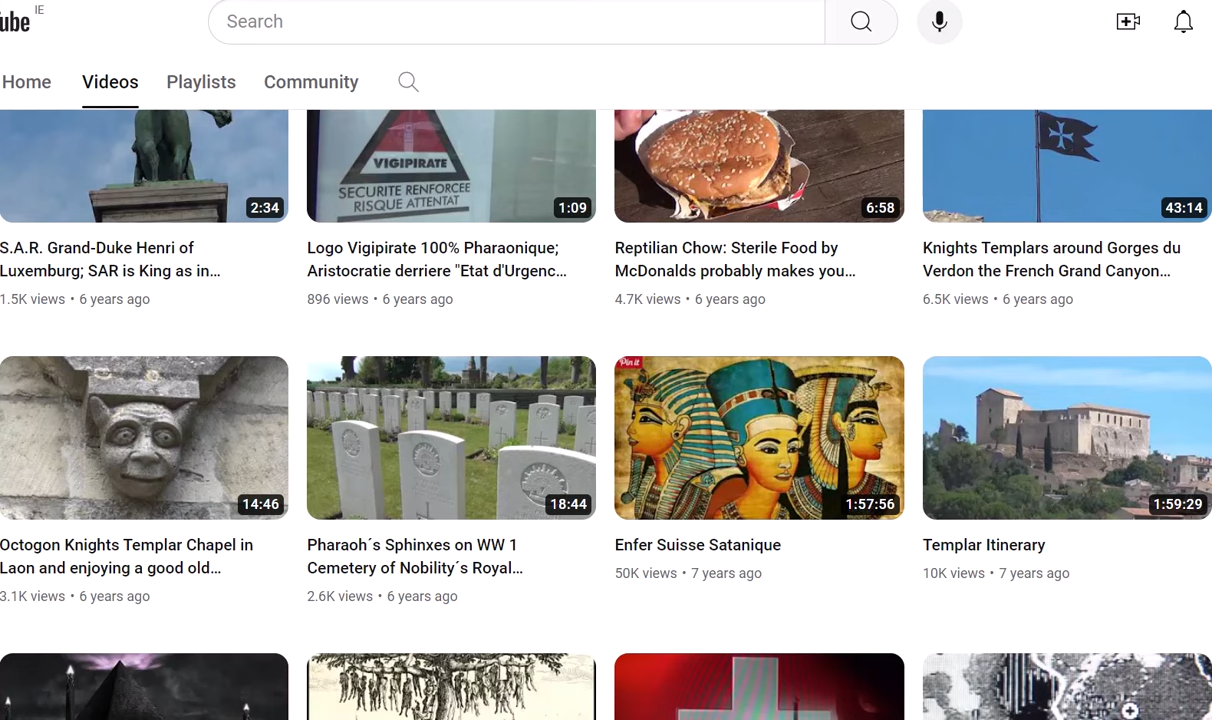 ube IE
Search
Home Videos Playlists Community
VIGIPIRATE
SECURITE RENFORCEE
RISQUE ATTENTAT
2:34
1:09
6:58
43:14
S.A.R. Grand-Duke Henri of
Luxemburg; SAR is King as in...
1.5K views • 6 years ago
Logo Vigipirate 100% Pharaonique;
Aristocratie derriere "Etat d'Urgenc...
896 views • 6 years ago
Reptilian Chow: Sterile Food by
McDonalds probably makes you...
4.7K views • 6 years ago
Knights Templars around Gorges du
Verdon the French Grand Canyon...
6.5K views • 6 years ago
Pin it
14:46
18:44
1:57:56
1:59:29
Octogon Knights Templar Chapel in
Laon and enjoying a good old...
3.1K views • 6 years ago
Pharaoh´s Sphinxes on WW 1
Cemetery of Nobility´s Royal...
2.6K views • 6 years ago
Enfer Suisse Satanique
50K views • 7 years ago
Templar Itinerary
10K views • 7 years ago